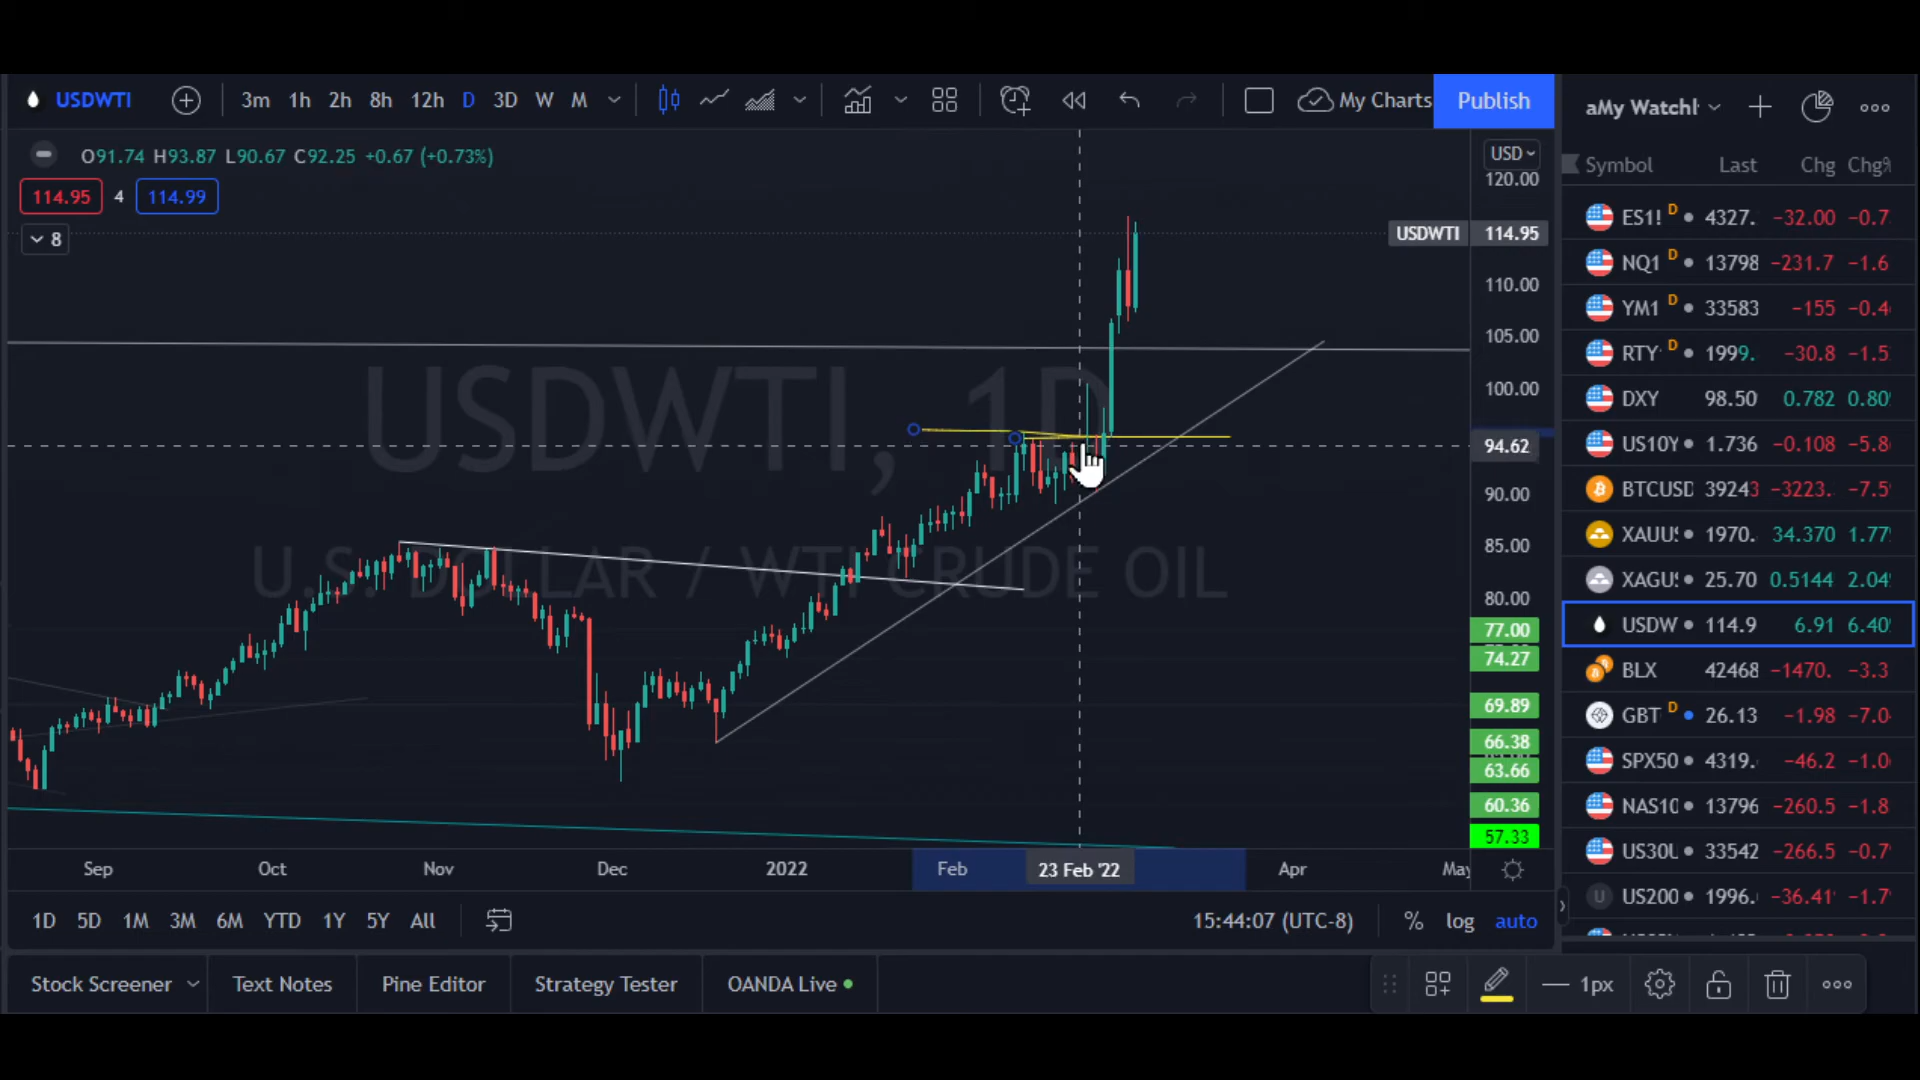 USDWTI 3m 1h 2h 8h 12h D 3D W M My Charts Publish
O91.74 H93.87 L90.67 C92.25 +0.67 (+0.73%)
114.95 4 114.99
8
USDWTI, 1D
U.S. DOLLAR / WTI CRUDE OIL
USD
120.00
USDWTI 114.95
110.00
105.00
100.00
94.62
90.00
85.00
80.00
77.00
74.27
69.89
66.38
63.66
60.36
57.33
Sep Oct Nov Dec 2022 Feb 23 Feb '22 Apr May
1D 5D 1M 3M 6M YTD 1Y 5Y All 15:44:07 (UTC-8) % log auto
Stock Screener Text Notes Pine Editor Strategy Tester OANDA Live 1px
aMy Watchl
Symbol Last Chg Chg%
ES1! D 4327. −32.00 −0.7
NQ1 D 13798 −231.7 −1.6
YM1 D 33583 −155 −0.4
RTY D 1999. −30.8 −1.5
DXY 98.50 0.782 0.80
US10Y 1.736 −0.108 −5.8
BTCUSD 39243 −3223. −7.5
XAUUS 1970. 34.370 1.77
XAGUS 25.70 0.5144 2.04
USDW 114.9 6.91 6.40
BLX 42468 −1470. −3.3
GBT D 26.13 −1.98 −7.0
SPX50 4319. −46.2 −1.0
NAS10 13796 −260.5 −1.8
US30U 33542 −266.5 −0.7
U US200 1996. −36.41 −1.7